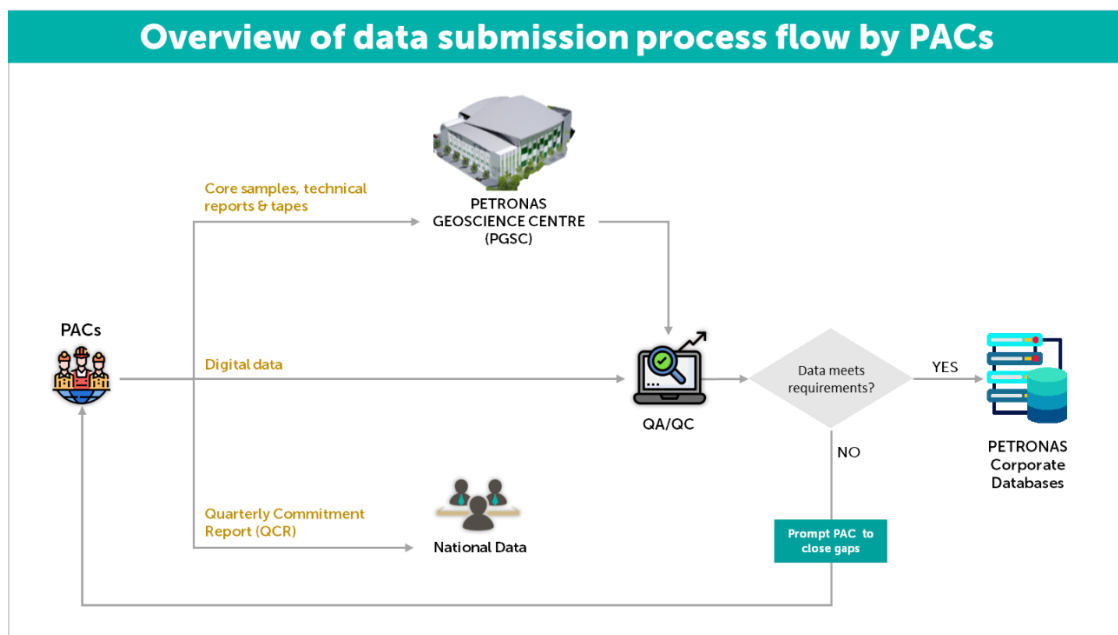 Overview of data submission process flow by PACs
Core samples, technical
reports & tapes
PETRONAS
GEOSCIENCE CENTRE
(PGSC)
PACs
Digital data
QA/QC
Data meets
requirements?
YES
PETRONAS
Corporate
Databases
NO
Quarterly Commitment
Report (QCR)
National Data
Prompt PAC to
close gaps